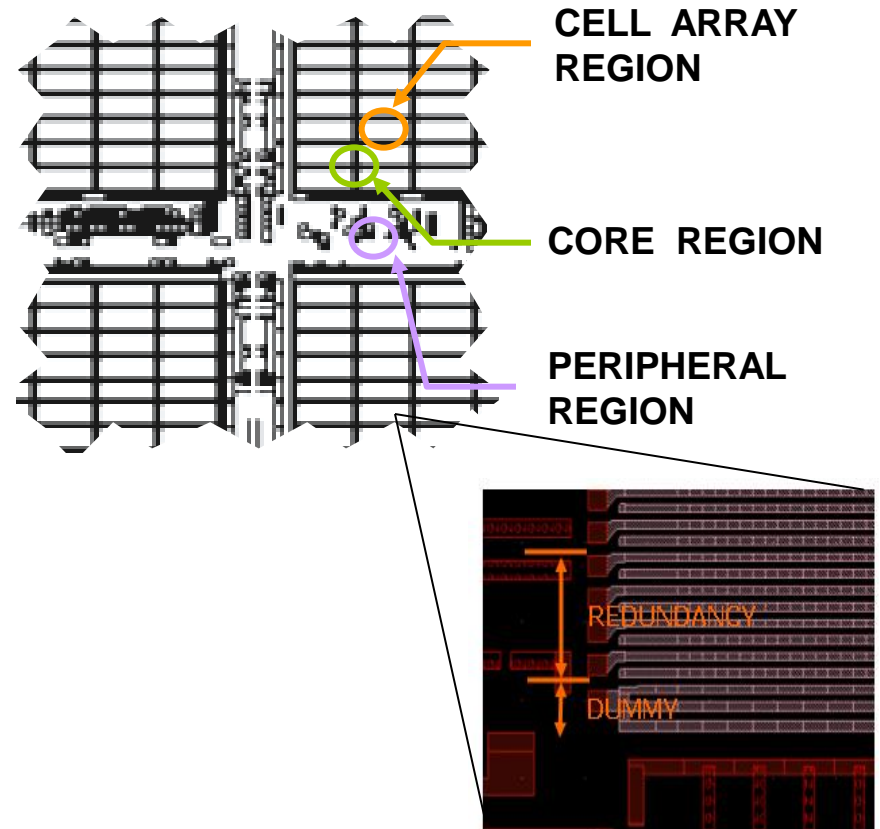 CELL ARRAY
REGION
CORE REGION
PERIPHERAL
REGION
REDUNDANCY
DUMMY